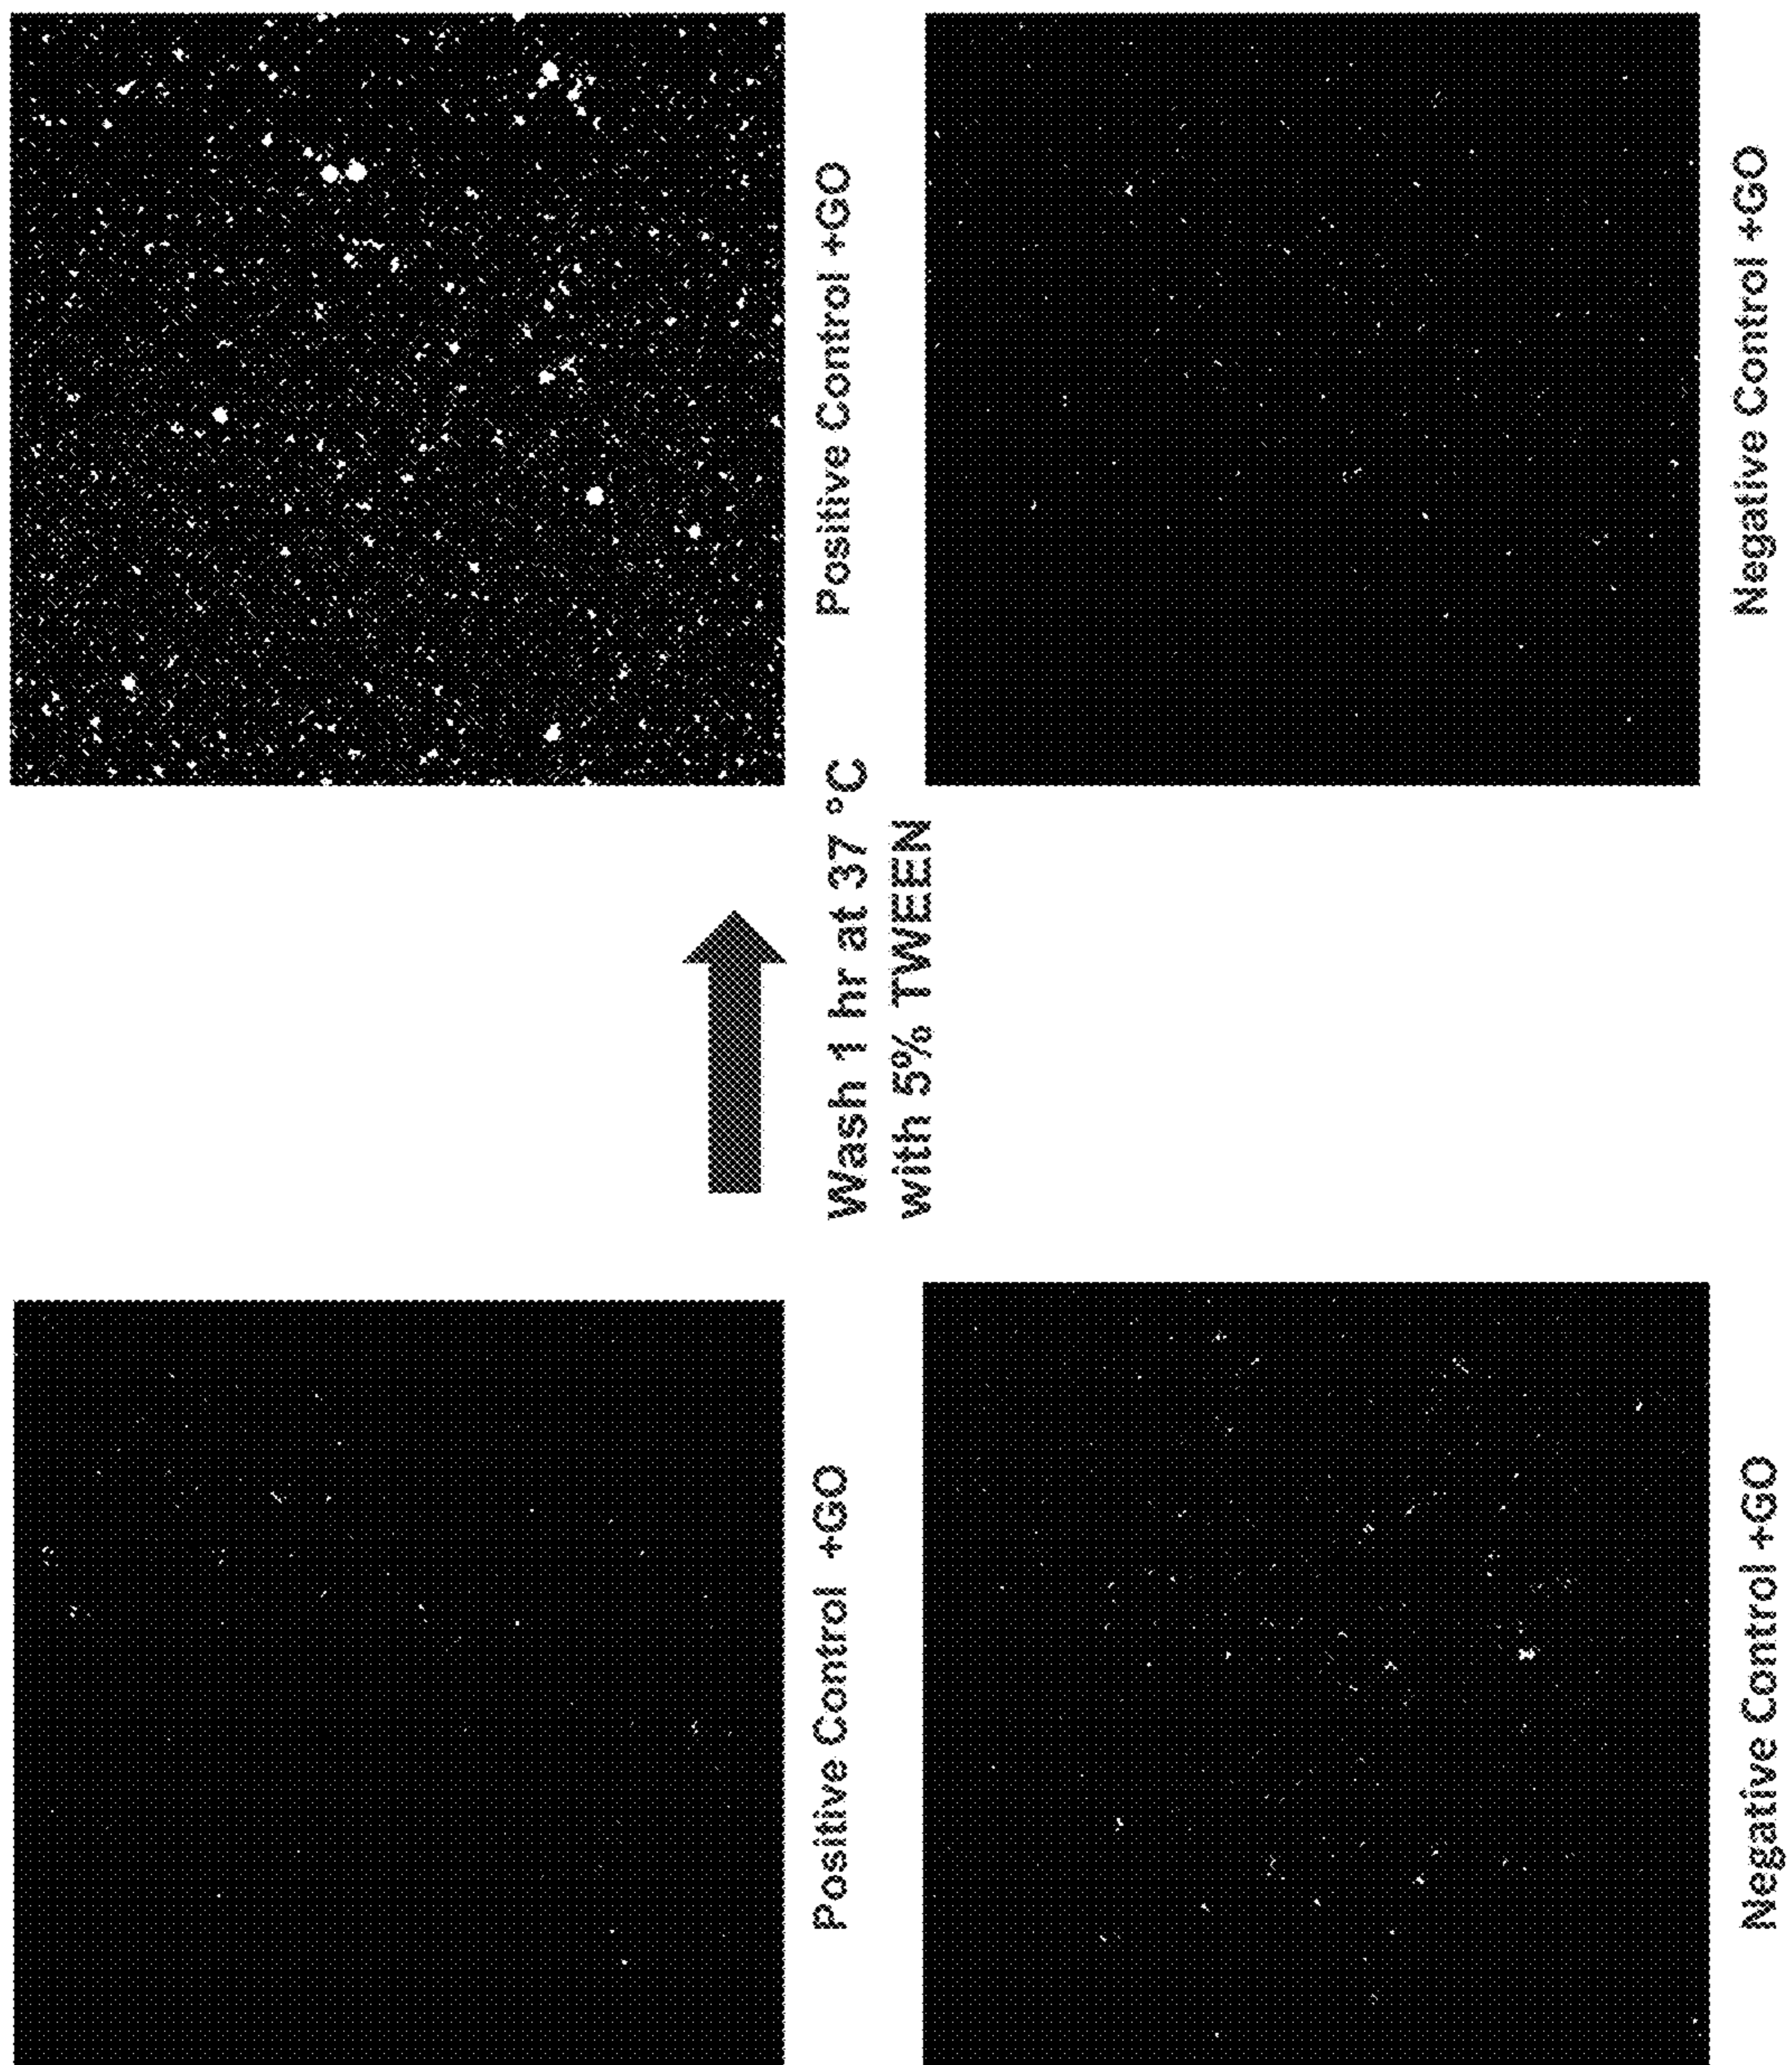 Positive Control +GO
Wash 1 hr at 37 °C
with 5% TWEEN
Positive Control +GO
Negative Control +GO
Negative Control +GO